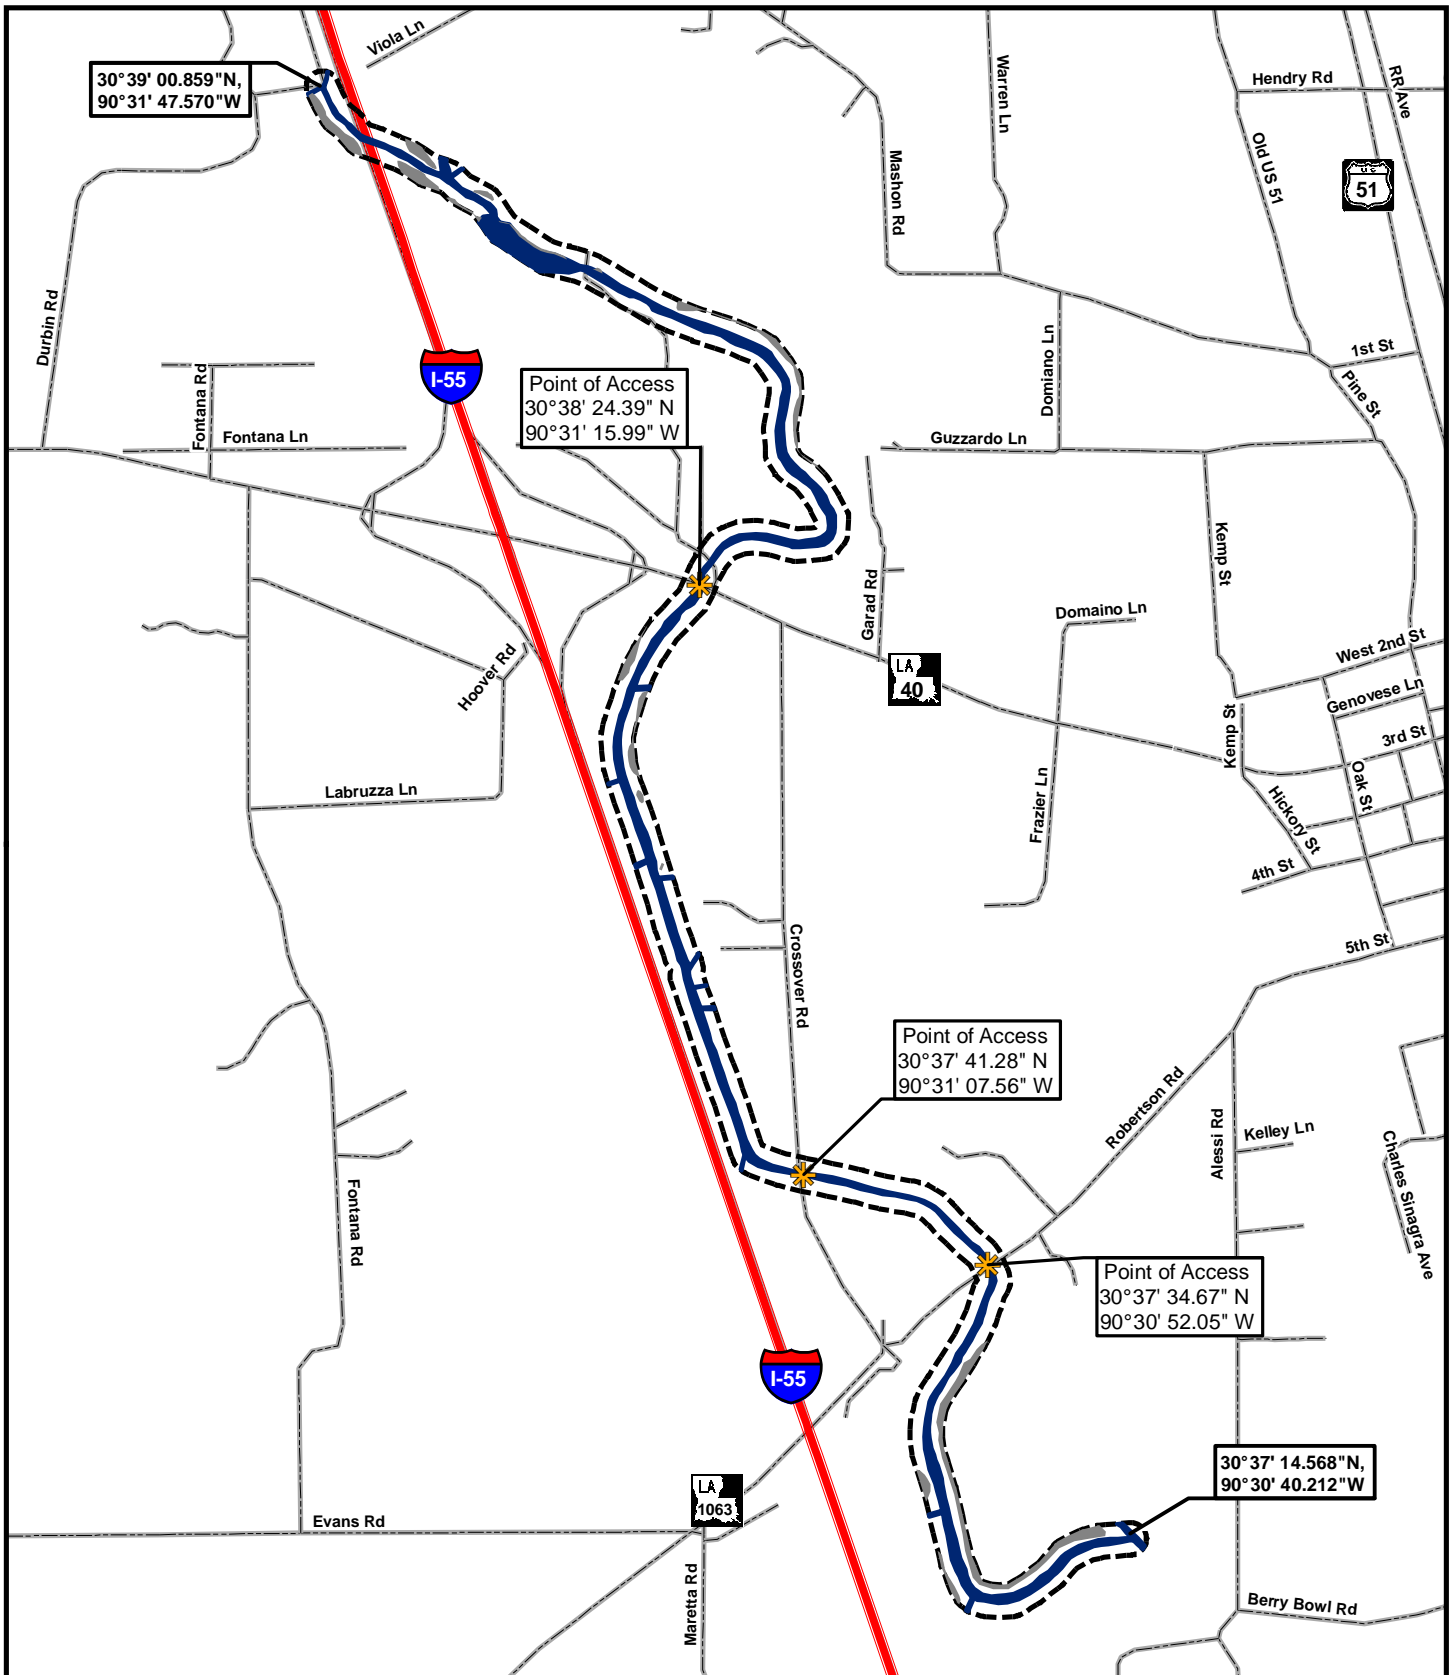 Viola Ln
30°39' 00.859"N,
90°31' 47.570"W
Warren Ln
Hendry Rd
RR Ave
Old US 51
Mashon Rd
US
51
Durbin Rd
Fontana Rd
I-55
Domiano Ln
1st St
Pine St
Point of Access
30°38' 24.39" N
90°31' 15.99" W
Fontana Ln
Guzzardo Ln
Kemp St
Garad Rd
Domaino Ln
West 2nd St
Hoover Rd
LA
40
Genovese Ln
Kemp St
3rd St
Labruzza Ln
Frazier Ln
Hickory St
Oak St
4th St
5th St
Crossover Rd
Point of Access
30°37' 41.28" N
90°31' 07.56" W
Robertson Rd
Alessi Rd
Kelley Ln
Charles Sinagra Ave
Fontana Rd
Point of Access
30°37' 34.67" N
90°30' 52.05" W
I-55
30°37' 14.568"N,
90°30' 40.212"W
LA
1063
Evans Rd
Maretta Rd
Berry Bowl Rd